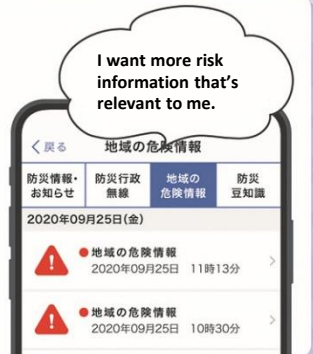 I want more risk
information that's
relevant to me.
戻る 地域の危険情報
防災情報・
お知らせ
防災行政
無線
地域の
危険情報
防災
豆知識
2020年09月25日(金)
地域の危険情報
2020年09月25日 11時13分
地域の危険情報
2020年09月25日 10時30分